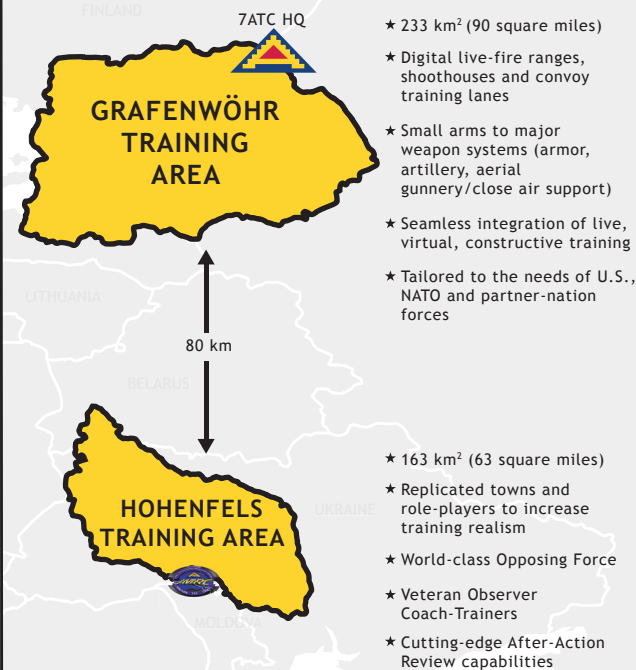 7ATC HQ
GRAFENWÖHR
TRAINING
AREA
★ 233 km² (90 square miles)
★ Digital live-fire ranges,
shoothouses and convoy
training lanes
★ Small arms to major
weapon systems (armor,
artillery, aerial
gunnery/close air support)
★ Seamless integration of live,
virtual, constructive training
★ Tailored to the needs of U.S.,
NATO and partner-nation
forces
FINLAND
LITHUANIA
80 km
BELARUS
HOHENFELS
TRAINING AREA
JMRC
UKRAINE
MOLDOVA
★ 163 km² (63 square miles)
★ Replicated towns and
role-players to increase
training realism
★ World-class Opposing Force
★ Veteran Observer
Coach-Trainers
★ Cutting-edge After-Action
Review capabilities